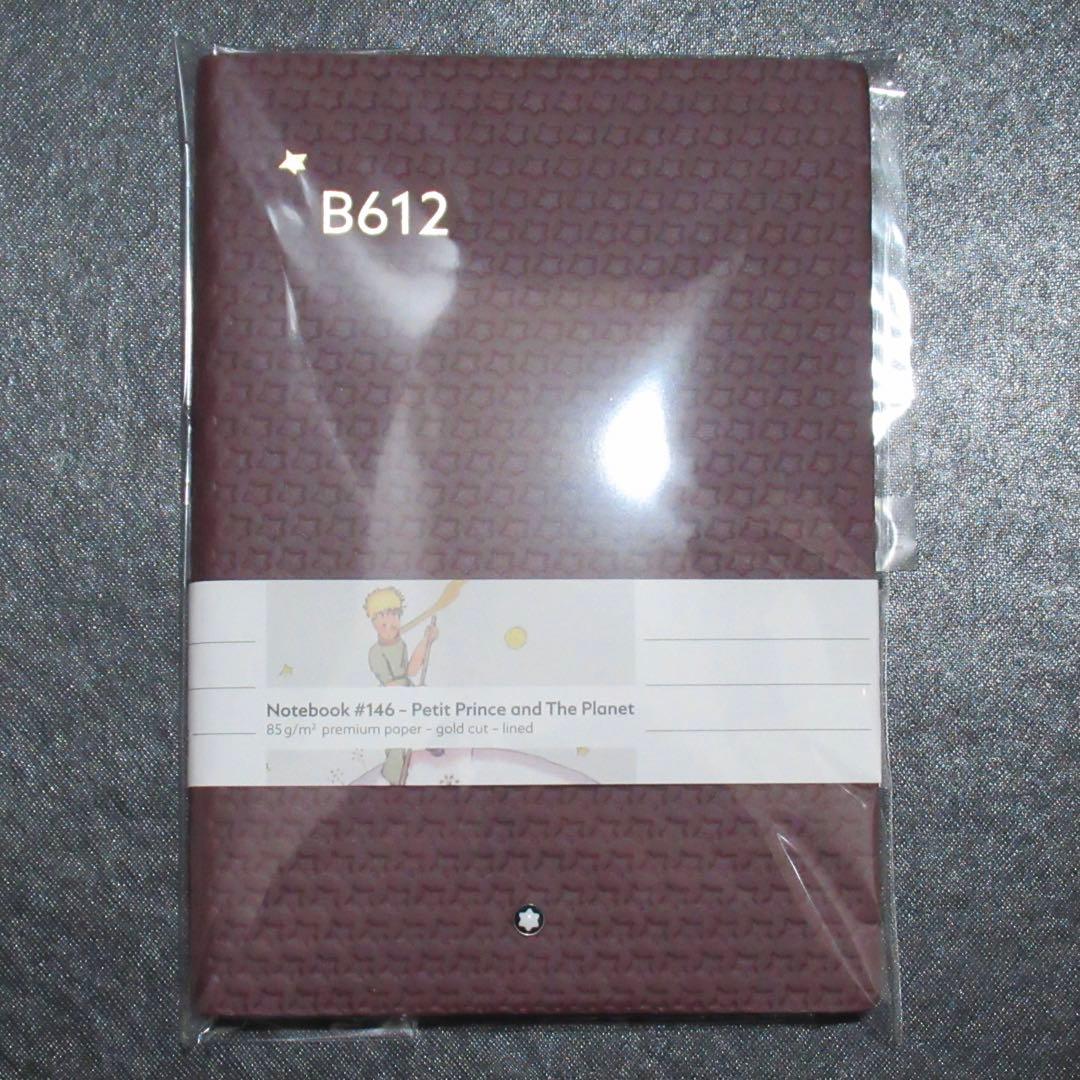 B612
Notebook #146 – Petit Prince and The Planet
85 g/m² premium paper – gold cut – lined